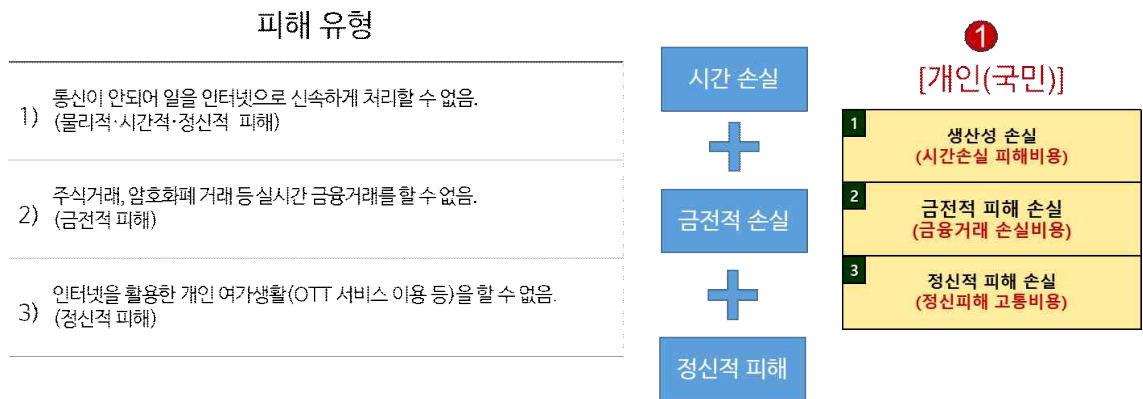 피해 유형
1) 통신이 안되어 일을 인터넷으로 신속하게 처리할 수 없음.
(물리적·시간적·정신적 피해)
2) 주식거래, 암호화폐 거래 등 실시간 금융거래를 할 수 없음.
(금전적 피해)
3) 인터넷을 활용한 개인 여가생활(OTT 서비스 이용 등)을 할 수 없음.
(정신적 피해)
시간 손실
+
금전적 손실
+
정신적 피해
1
[개인(국민)]
1
생산성 손실
(시간손실 피해비용)
2
금전적 피해 손실
(금융거래 손실비용)
3
정신적 피해 손실
(정신피해 고통비용)